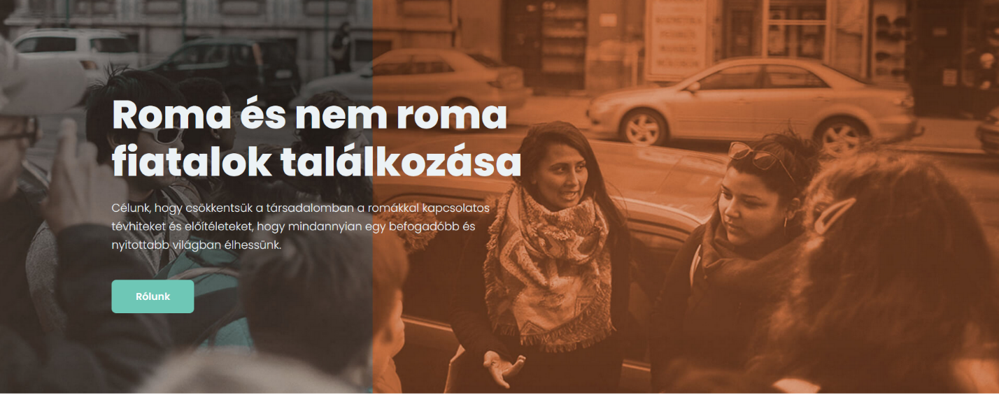 Roma és nem roma
fiatalok találkozása
Célunk, hogy csökkentsük a társadalomban a romákkal kapcsolatos
tévhiteket és előítéleteket, hogy mindannyian egy befogadóbb és
nyitottabb világban élhessünk.
Rólunk